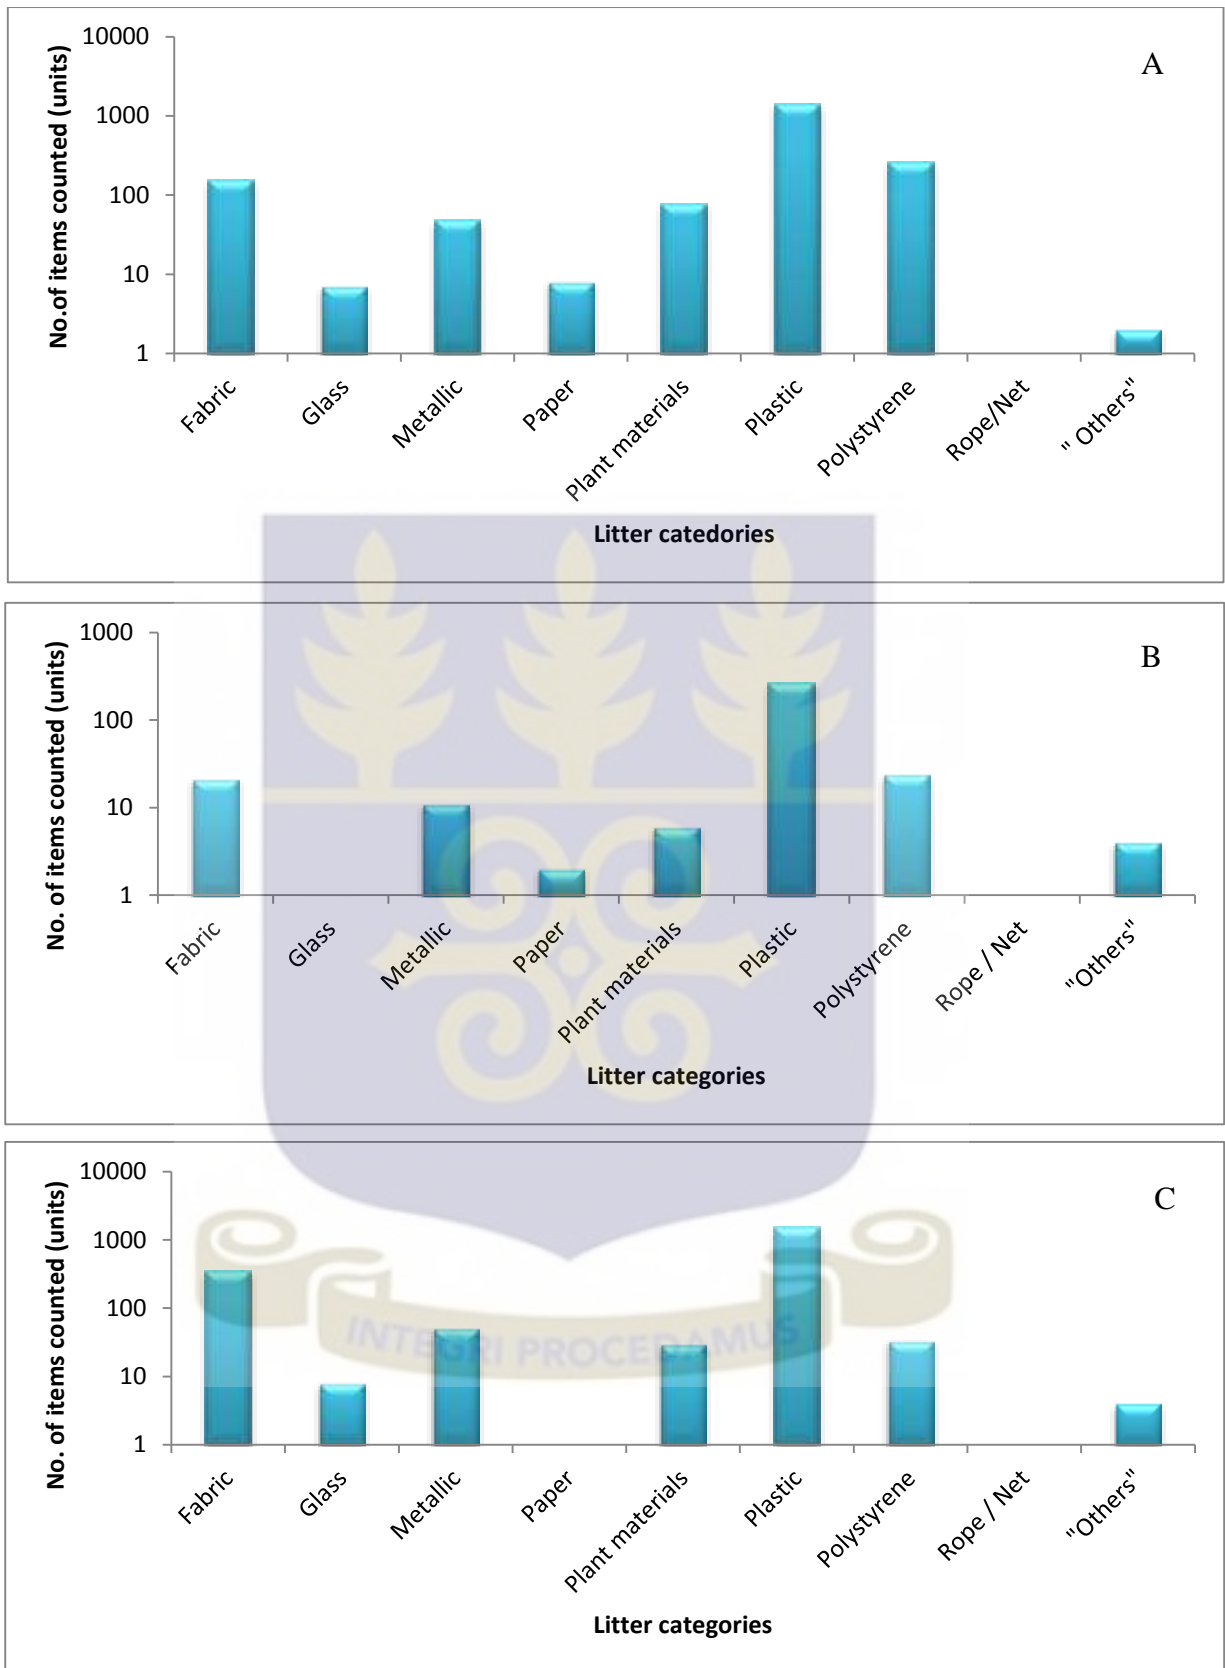 A
No.of items counted (units)
10000
1000
100
10
1
Fabric
Glass
Metallic
Paper
Plant materials
Plastic
Polystyrene
Rope/Net
" Others"
Litter catedories
B
No. of items counted (units)
1000
100
10
1
Fabric
Glass
Metallic
Paper
Plant materials
Plastic
Polystyrene
Rope / Net
"Others"
Litter categories
C
No. of items counted (units)
10000
1000
100
10
1
INTEGRI PROCEDAMUS
Fabric
Glass
Metallic
Paper
Plant materials
Plastic
Polystyrene
Rope / Net
"Others"
Litter categories